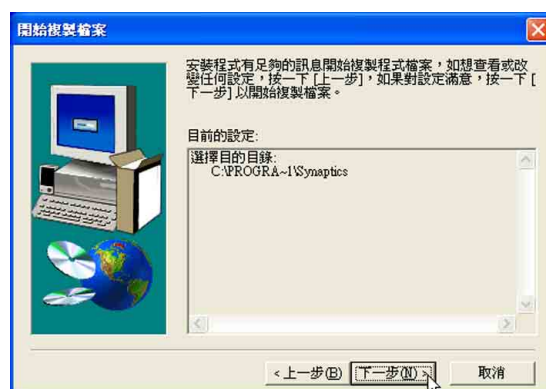 開始複製檔案
安裝程式有足夠的訊息開始複製程式檔案，如想查看或改
變任何設定，按一下 [上一步]，如果對設定滿意，按一下 [
下一步] 以開始複製檔案。
目前的設定:
選擇目的目錄:
C:\PROGRA~1\Synaptics
< 上一步(B)
下一步(N) >
取消